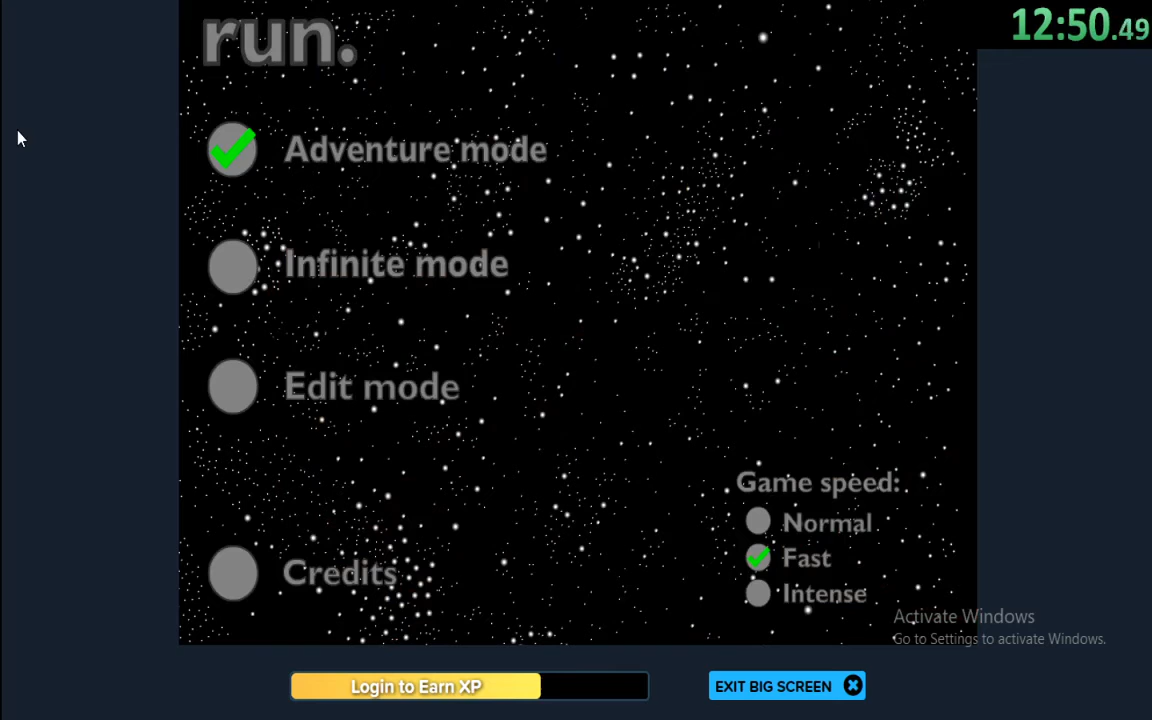 12:50.49
run.
Adventure mode
Infinite mode
Edit mode
Game speed:
Normal
Fast
Intense
Credits
Activate Windows
Go to Settings to activate Windows.
Login to Earn XP
EXIT BIG SCREEN